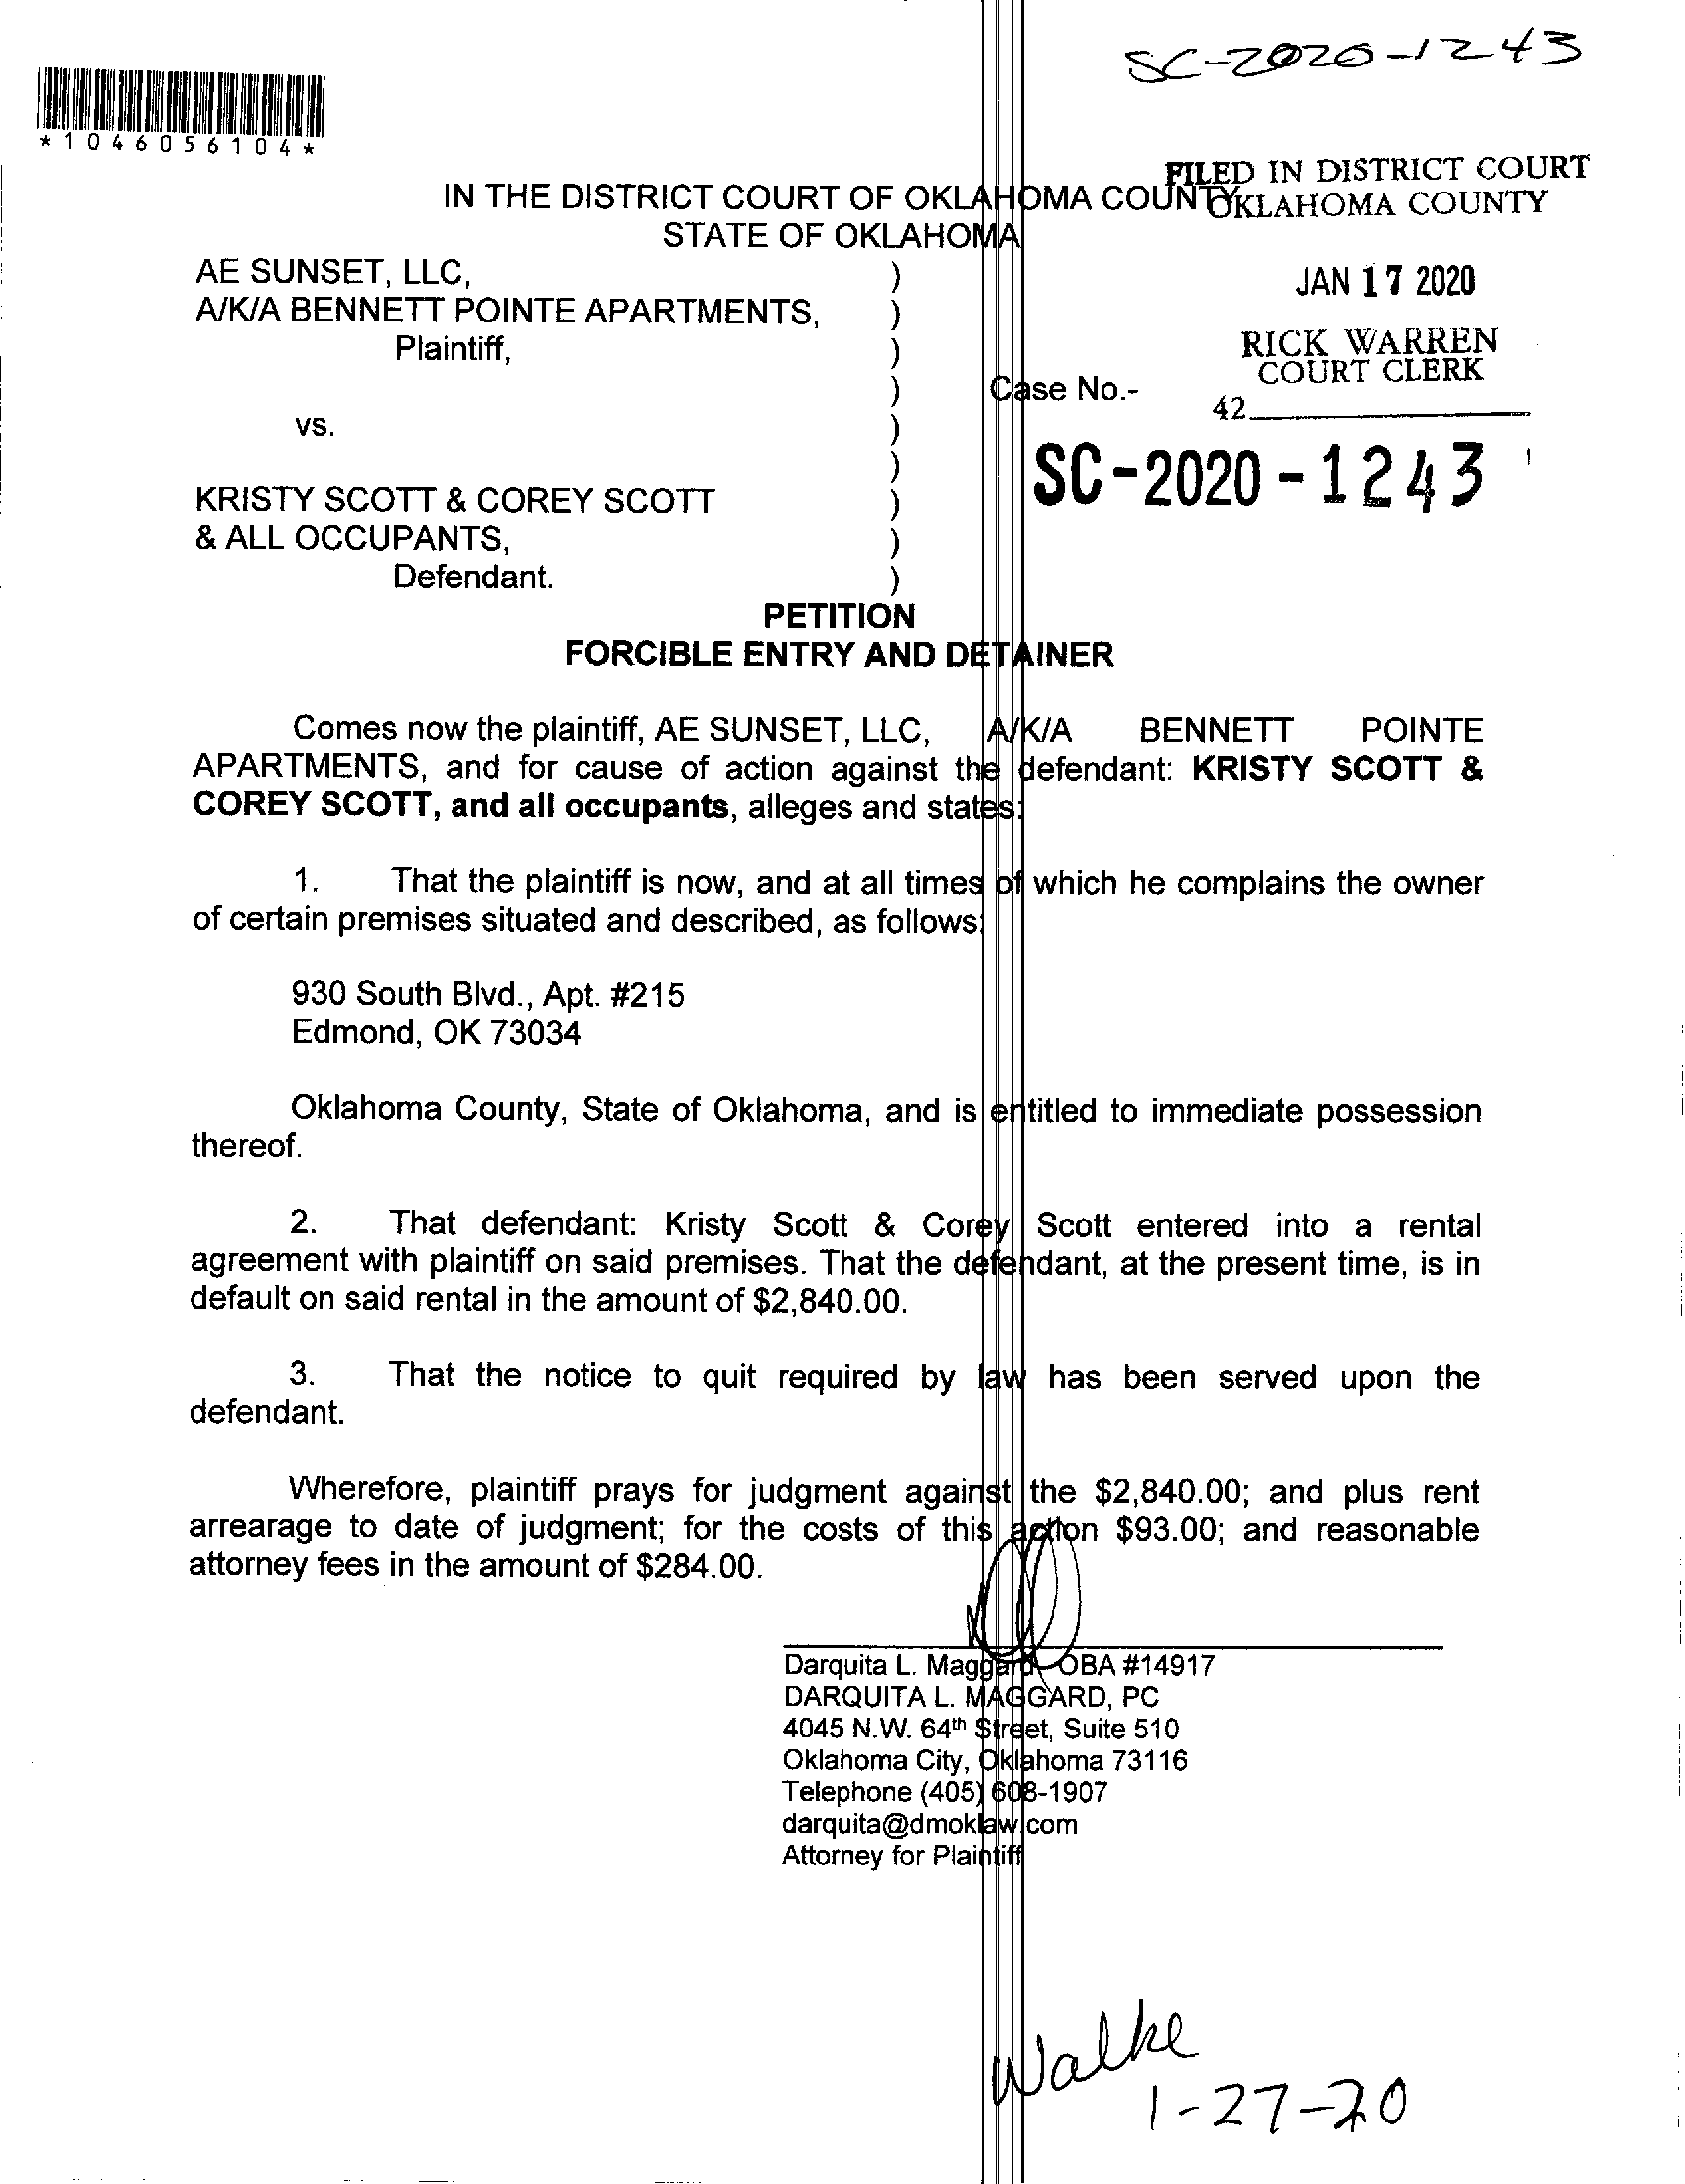 SC-2020-1243
*1046056104*
FILED IN DISTRICT COURT
OKLAHOMA COUNTY
IN THE DISTRICT COURT OF OKLAHOMA COUNTY
STATE OF OKLAHOMA
JAN 17 2020
RICK WARREN
COURT CLERK
42
AE SUNSET, LLC, )
A/K/A BENNETT POINTE APARTMENTS, )
Plaintiff, )
) Case No.-
vs. )
) SC-2020-1243
KRISTY SCOTT & COREY SCOTT )
& ALL OCCUPANTS, )
Defendant. )
PETITION
FORCIBLE ENTRY AND DETAINER
Comes now the plaintiff, AE SUNSET, LLC, A/K/A BENNETT POINTE
APARTMENTS, and for cause of action against the defendant: KRISTY SCOTT &
COREY SCOTT, and all occupants, alleges and states:
1. That the plaintiff is now, and at all times of which he complains the owner
of certain premises situated and described, as follows:
930 South Blvd., Apt. #215
Edmond, OK 73034
Oklahoma County, State of Oklahoma, and is entitled to immediate possession
thereof.
2. That defendant: Kristy Scott & Corey Scott entered into a rental
agreement with plaintiff on said premises. That the defendant, at the present time, is in
default on said rental in the amount of $2,840.00.
3. That the notice to quit required by law has been served upon the
defendant.
Wherefore, plaintiff prays for judgment against the $2,840.00; and plus rent
arrearage to date of judgment; for the costs of this action $93.00; and reasonable
attorney fees in the amount of $284.00.
Darquita L. Maggard OBA #14917
DARQUITA L. MAGGARD, PC
4045 N.W. 64th Street, Suite 510
Oklahoma City, Oklahoma 73116
Telephone (405) 608-1907
darquita@dmoklaw.com
Attorney for Plaintiff
Walke
1-27-20